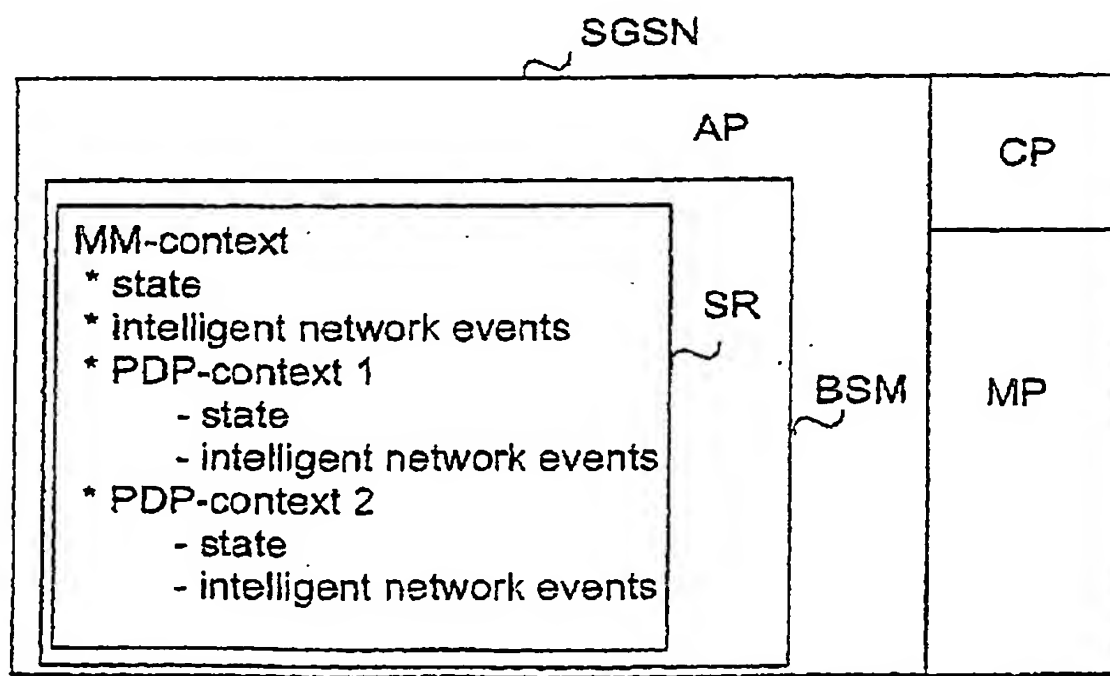 SGSN
AP
CP
MM-context
* state
* intelligent network events
* PDP-context 1
- state
- intelligent network events
* PDP-context 2
- state
- intelligent network events
SR
BSM
MP